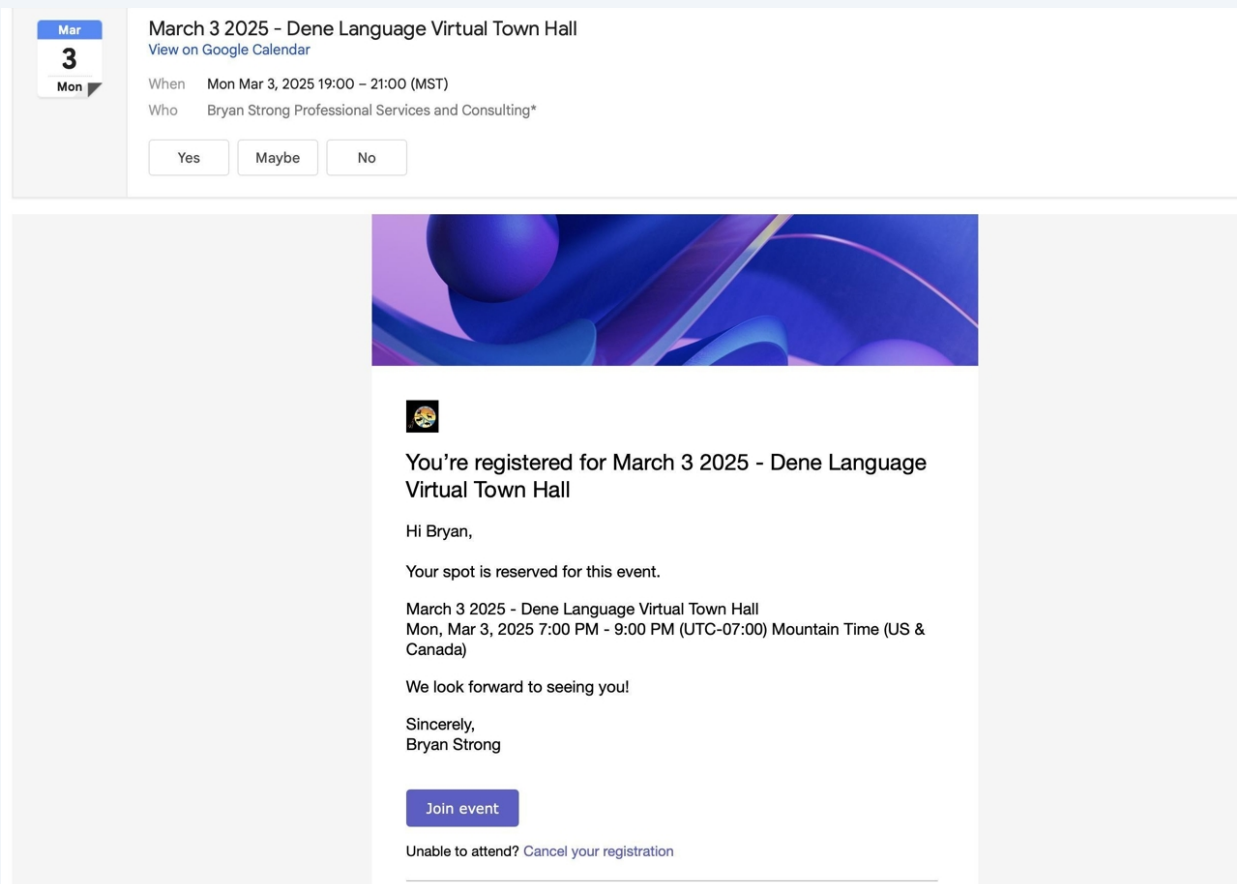 Mar
3
Mon
March 3 2025 - Dene Language Virtual Town Hall
View on Google Calendar
When Mon Mar 3, 2025 19:00 – 21:00 (MST)
Who Bryan Strong Professional Services and Consulting*
Yes Maybe No
You’re registered for March 3 2025 - Dene Language
Virtual Town Hall
Hi Bryan,
Your spot is reserved for this event.
March 3 2025 - Dene Language Virtual Town Hall
Mon, Mar 3, 2025 7:00 PM - 9:00 PM (UTC-07:00) Mountain Time (US &
Canada)
We look forward to seeing you!
Sincerely,
Bryan Strong
Join event
Unable to attend? Cancel your registration